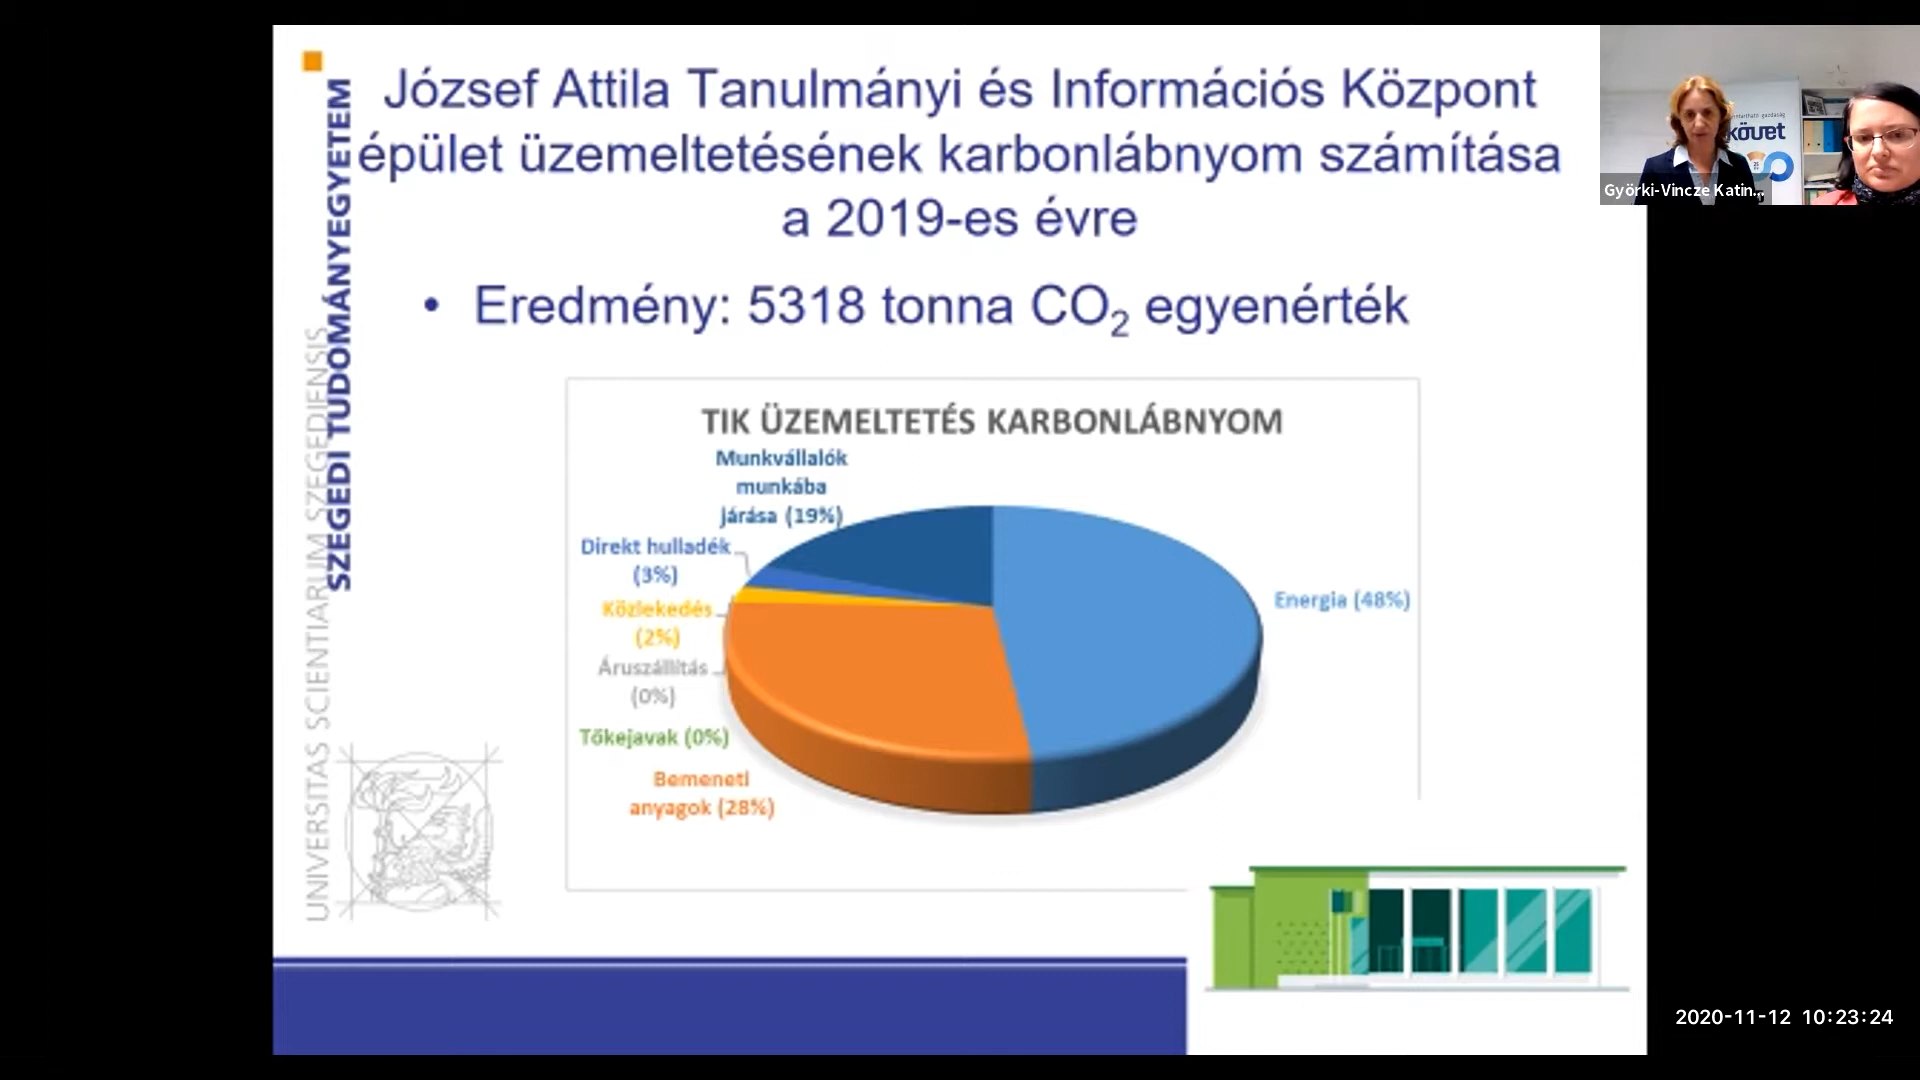 József Attila Tanulmányi és Információs Központ
épület üzemeltetésének karbonlábnyom számítása
a 2019-es évre
• Eredmény: 5318 tonna CO₂ egyenérték
SZEGEDI TUDOMÁNYEGYETEM
UNIVERSITAS SCIENTIARUM SZEGEDIENSIS
TIK ÜZEMELTETÉS KARBONLÁBNYOM
Munkvállalók
munkába
járása (19%)
Direkt hulladék
(3%)
Közlekedés
(2%)
Áruszállítás
(0%)
Tőkejavak (0%)
Bemeneti
anyagok (28%)
Energia (48%)
követ
Györki-Vincze Katin...
2020-11-12 10:23:24